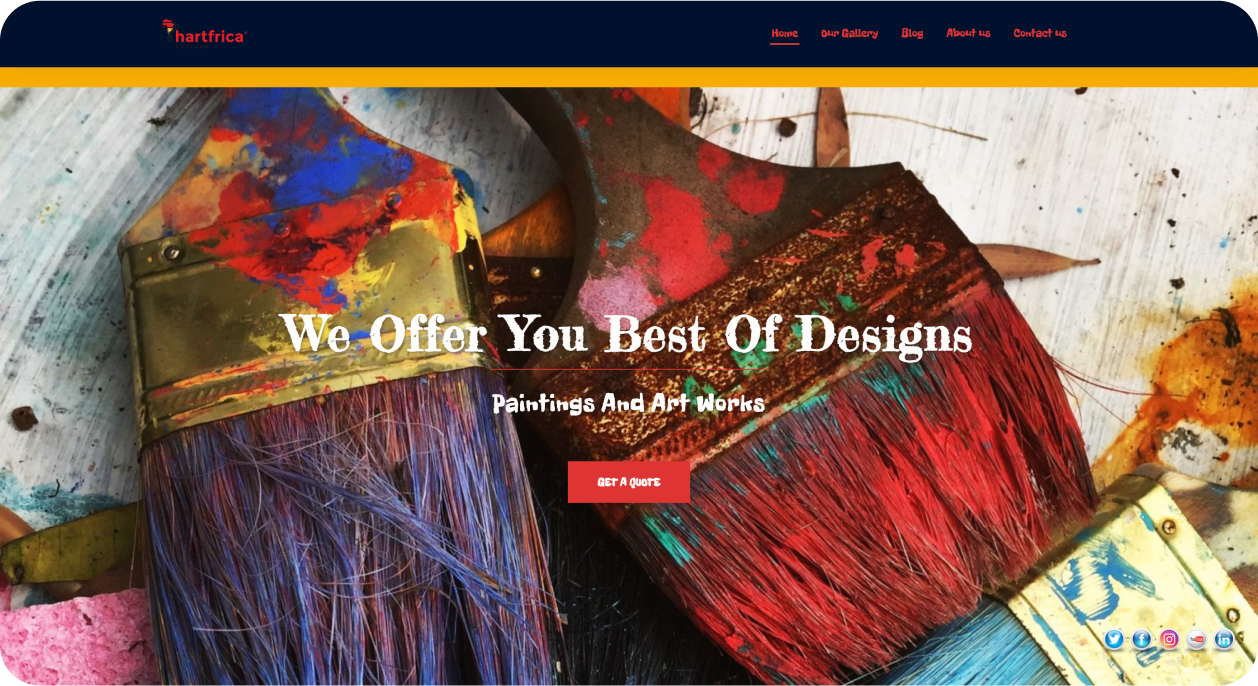 hartfrica
Home our Gallery Blog About us Contact us
We Offer You Best Of Designs
Paintings And Art Works
GET A QUOTE